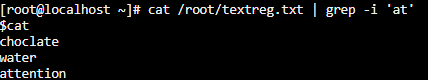 [root@localhost ~]# cat /root/textreg.txt | grep -i 'at'
$cat
choclate
water
attention